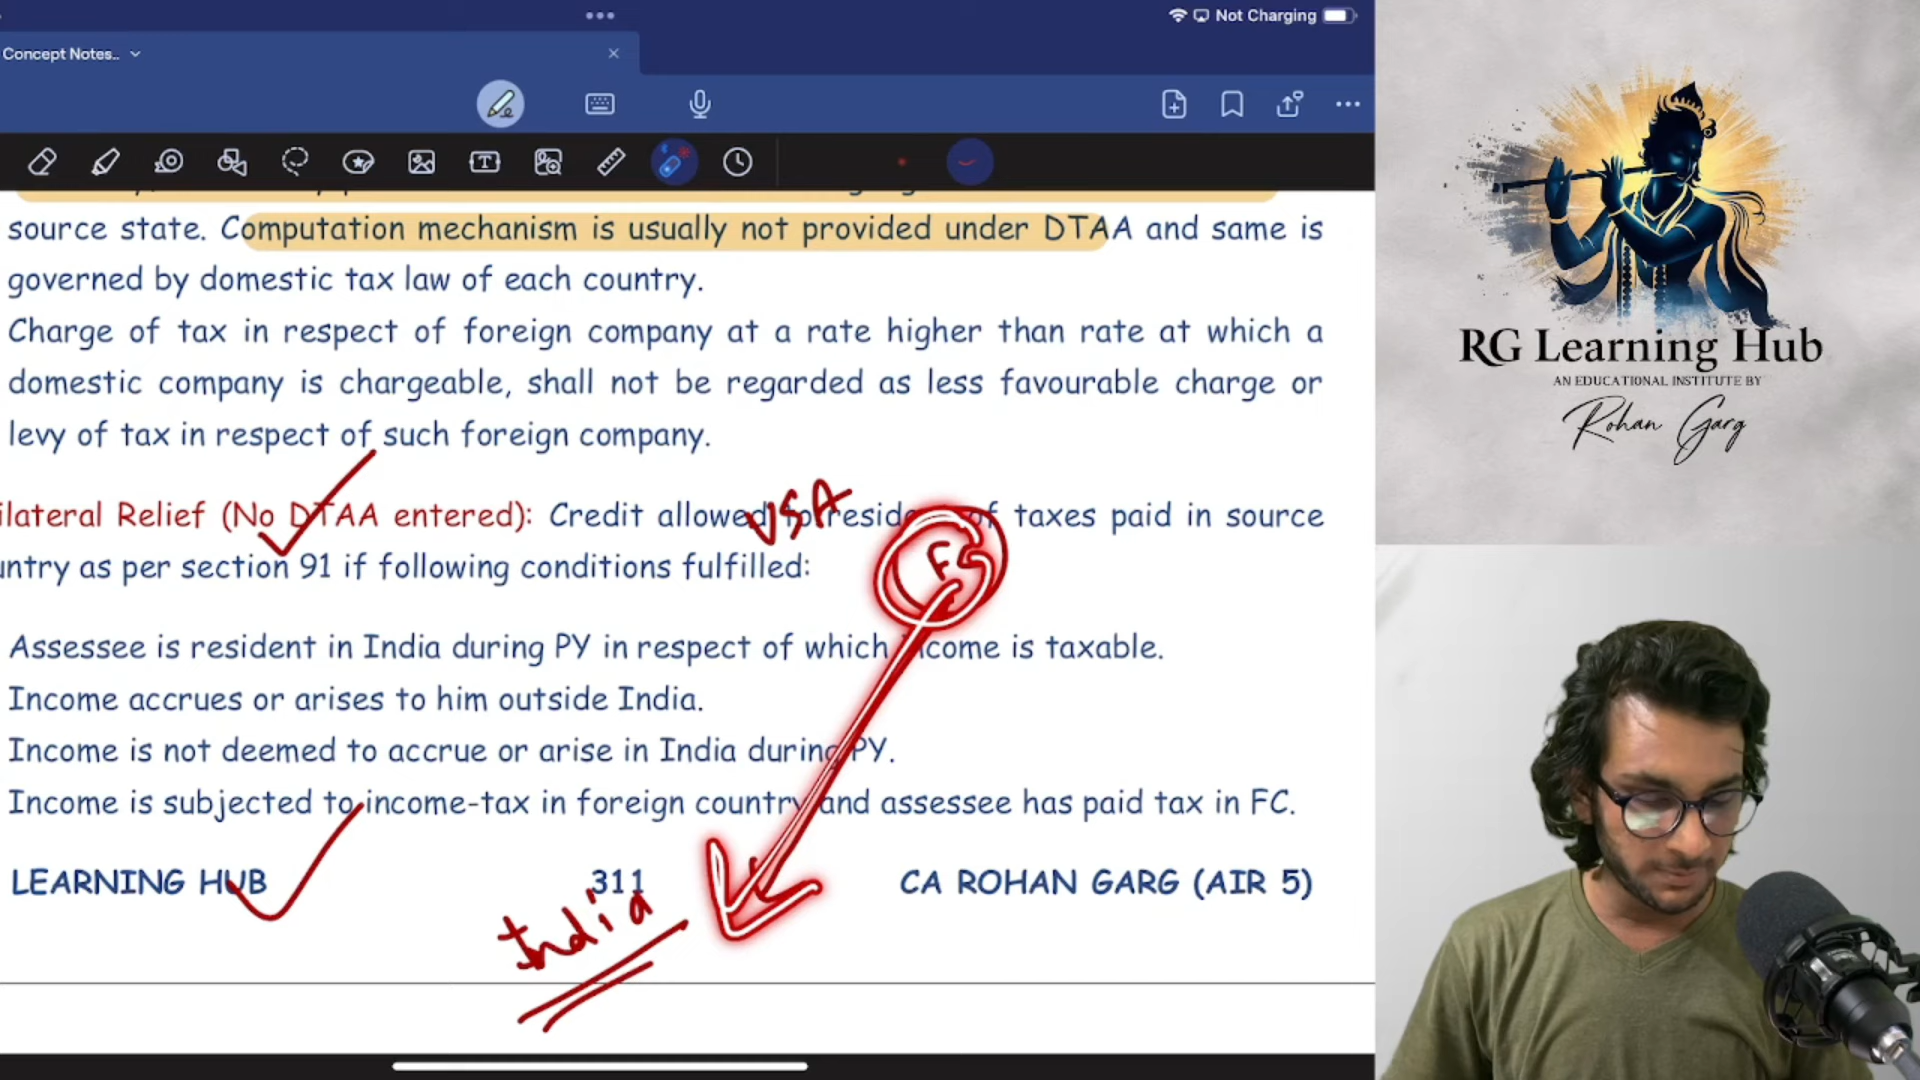 Not Charging
Concept Notes..
source state. Computation mechanism is usually not provided under DTAA and same is
governed by domestic tax law of each country.
Charge of tax in respect of foreign company at a rate higher than rate at which a
domestic company is chargeable, shall not be regarded as less favourable charge or
levy of tax in respect of such foreign company.
USA
ilateral Relief (No DTAA entered): Credit allowed to resident of taxes paid in source
untry as per section 91 if following conditions fulfilled:
Assessee is resident in India during PY in respect of which income is taxable.
Income accrues or arises to him outside India.
Income is not deemed to accrue or arise in India during PY.
Income is subjected to income-tax in foreign country and assessee has paid tax in FC.
LEARNING HUB 311 CA ROHAN GARG (AIR 5)
India
RG Learning Hub
AN EDUCATIONAL INSTITUTE BY
Rohan Garg